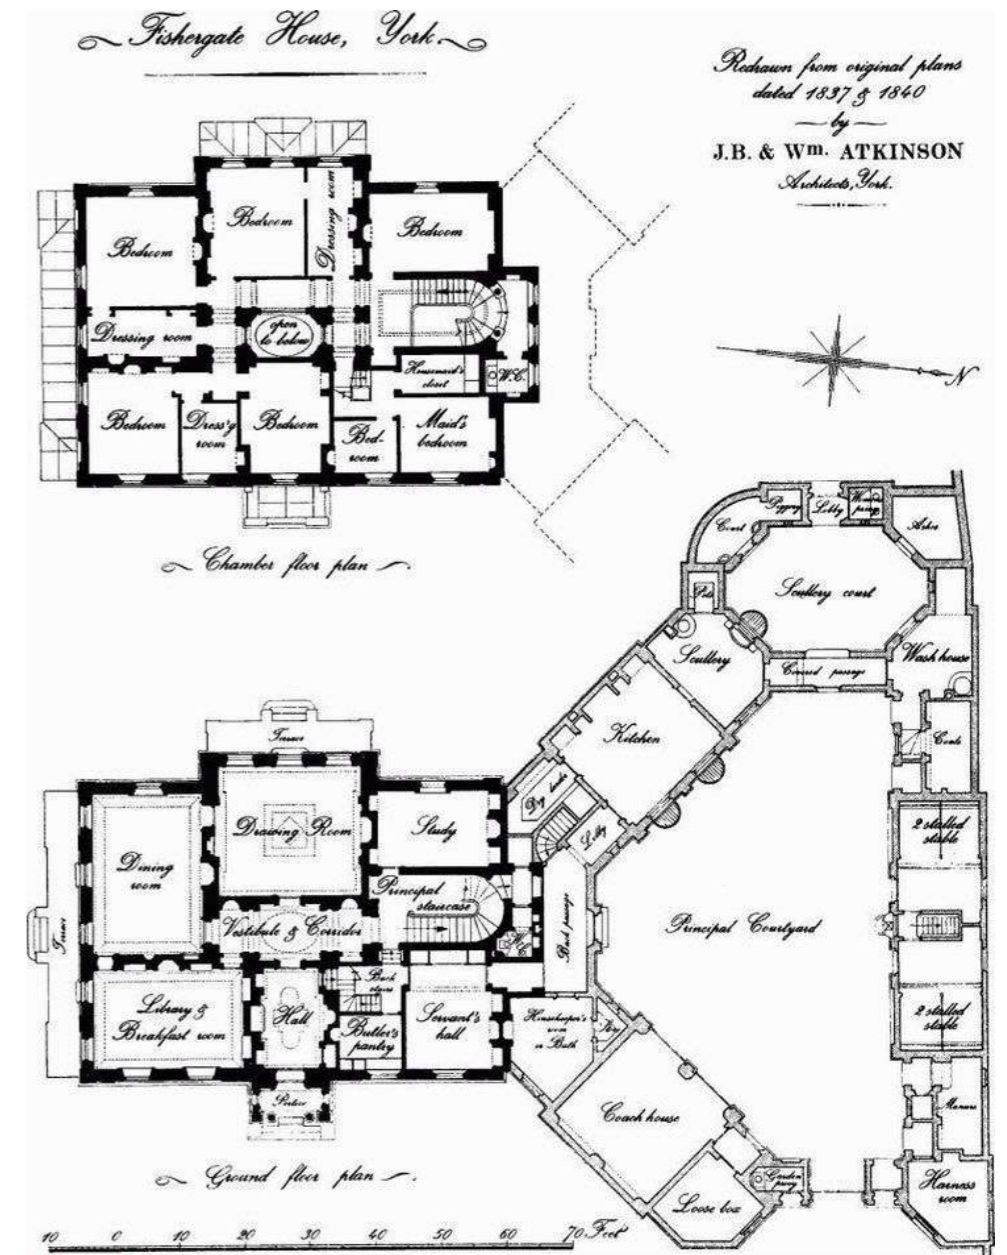 Fishergate House, York.
Redrawn from original plans
dated 1837 & 1840
by
J.B. & Wm. ATKINSON
Architects, York.
Bedroom
Bedroom
Dressing room
Bedroom
Dressing room
open
to below
Housemaid's
closet
W.C.
Bedroom
Dress'g
room
Bedroom
Bed-
room
Maid's
bedroom
N
Chamber floor plan
Court
Piggery
Lobby
Ashes
Scullery court
Scullery
Covered passage
Wash house
Kitchen
Coals
Lobby
Terrace
Drawing Room
Study
Dining
room
Terrace
Principal
staircase
Vestibule & Corridor
Back passage
Principal Courtyard
2 stalled
stable
Library &
Breakfast room
Hall
Back
stairs
Butler's
pantry
Servant's
hall
Housekeeper's
room
or Bath
2 stalled
stable
Coach house
Manure
Loose box
Garden
privy
Harness
room
Ground floor plan
10 0 10 20 30 40 50 60 70 Feet